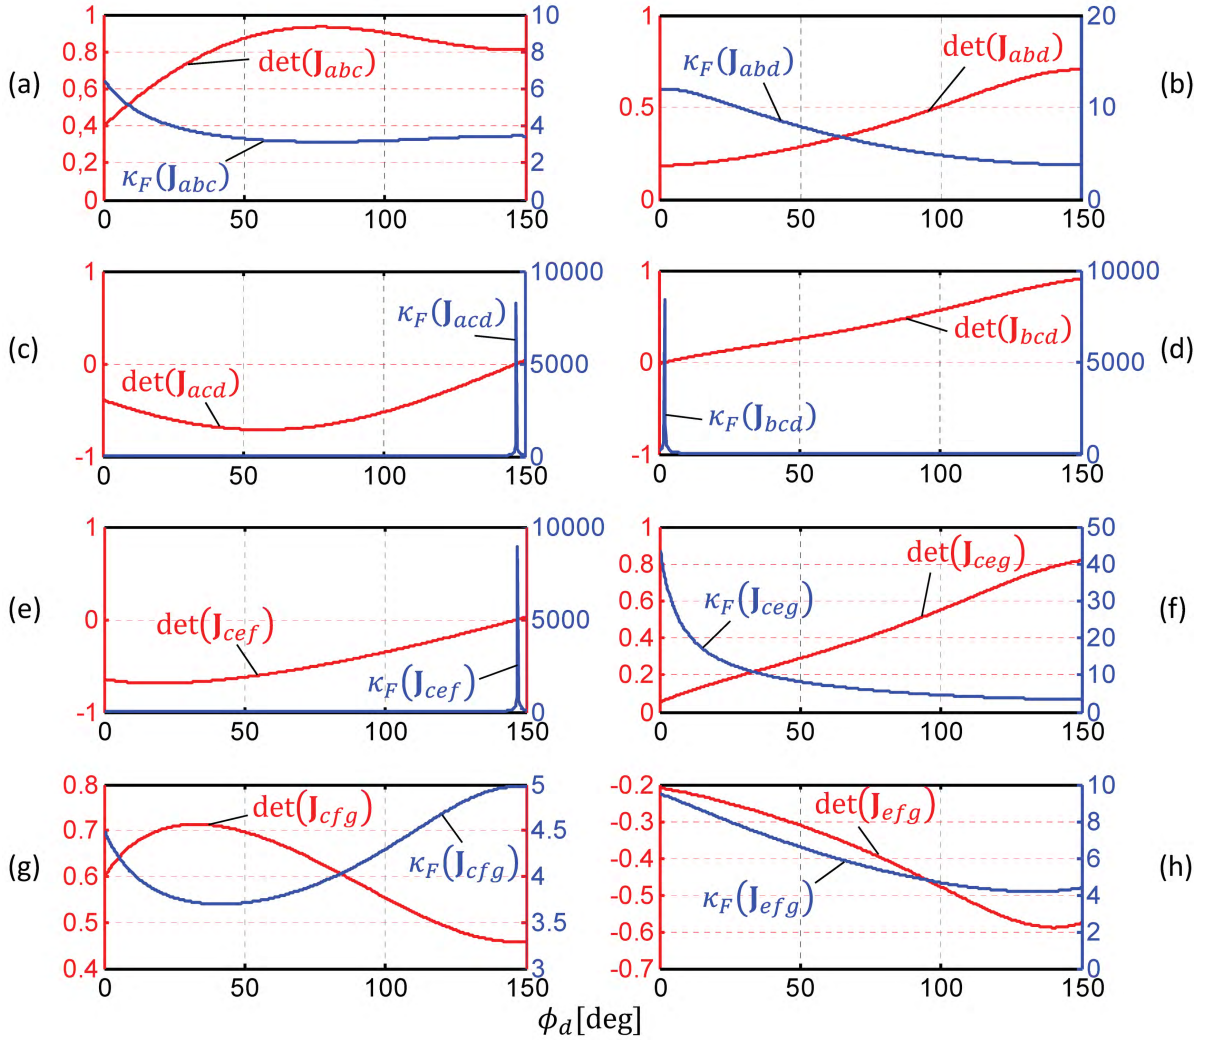 (a)
1
0.8
0,6
0,4
0.2
0
10
8
6
4
2
0
0 50 100 150
det(J_abc)
κ_F(J_abc)
(b)
1
0.5
0
20
10
0
0 50 100 150
κ_F(J_abd)
det(J_abd)
(c)
1
0
-1
10000
5000
0
0 50 100 150
κ_F(J_acd)
det(J_acd)
(d)
1
0
-1
10000
5000
0
0 50 100 150
det(J_bcd)
κ_F(J_bcd)
(e)
1
0
-1
10000
5000
0
0 50 100 150
det(J_cef)
κ_F(J_cef)
(f)
1
0.8
0.6
0.4
0.2
0
50
40
30
20
10
0
0 50 100 150
det(J_ceg)
κ_F(J_ceg)
(g)
0.8
0.7
0.6
0.5
0.4
5
4.5
4
3.5
3
0 50 100 150
det(J_cfg)
κ_F(J_cfg)
(h)
-0.2
-0.3
-0.4
-0.5
-0.6
-0.7
10
8
6
4
2
0
0 50 100 150
det(J_efg)
κ_F(J_efg)
ϕ_d[deg]